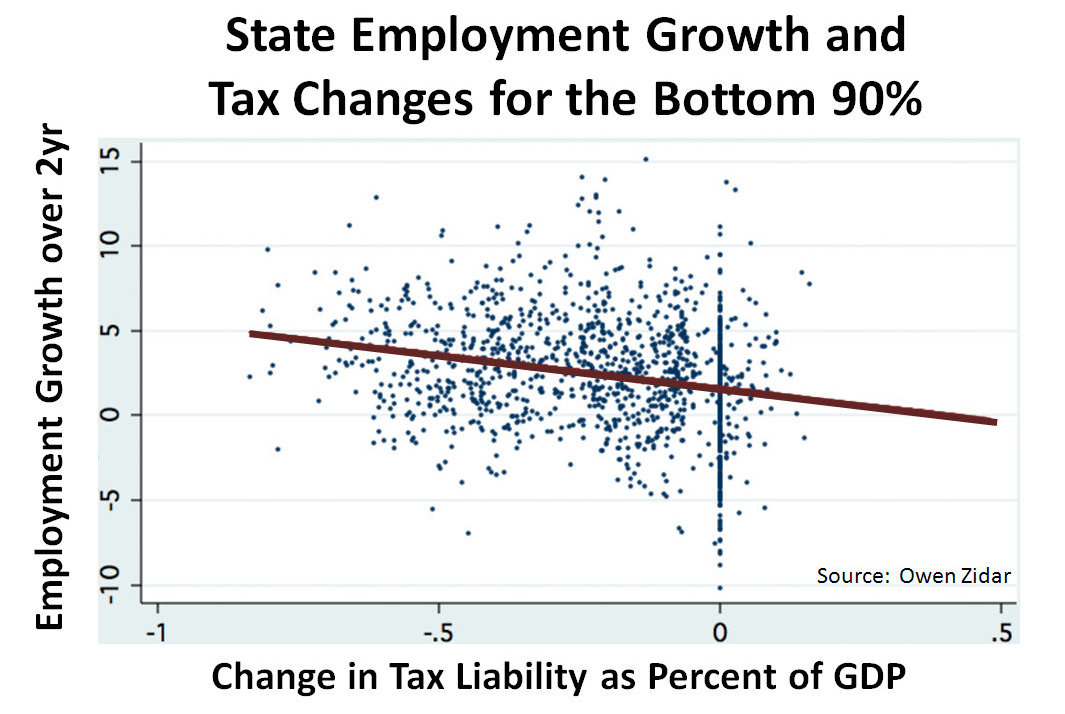 State Employment Growth and
Tax Changes for the Bottom 90%
Employment Growth over 2yr
15
10
5
0
-5
-10
Source: Owen Zidar
-1
-.5
0
.5
Change in Tax Liability as Percent of GDP